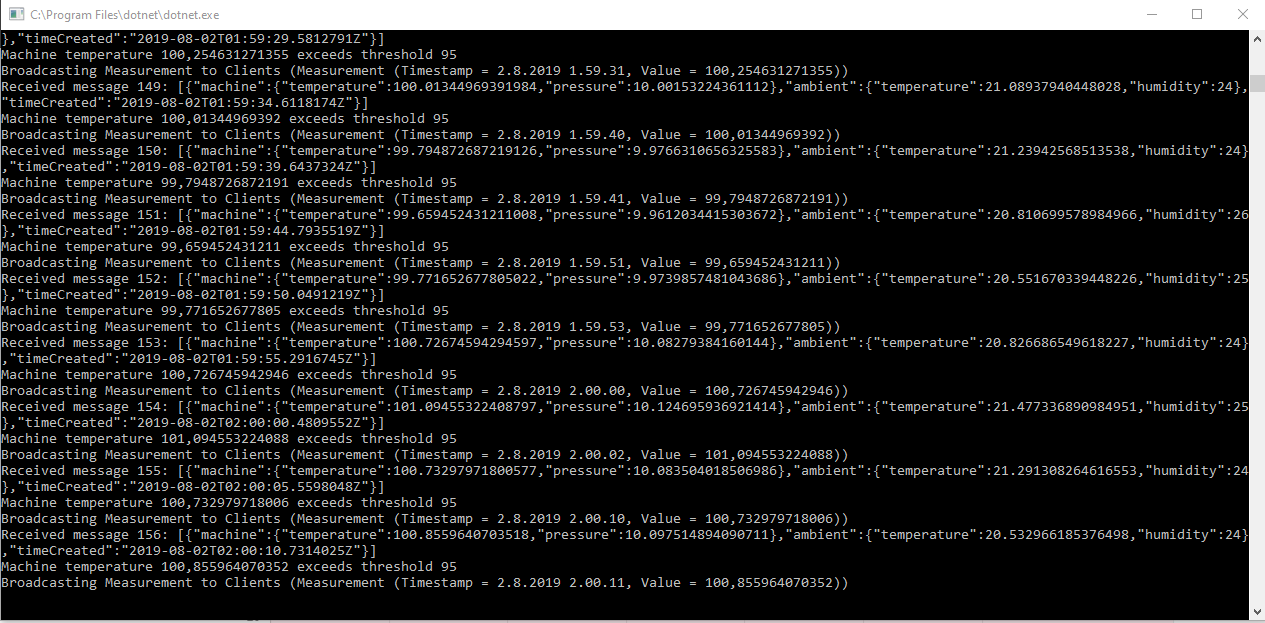 C:\Program Files\dotnet\dotnet.exe
},"timeCreated":"2019-08-02T01:59:29.5812791Z"}]
Machine temperature 100,254631271355 exceeds threshold 95
Broadcasting Measurement to Clients (Measurement (Timestamp = 2.8.2019 1.59.31, Value = 100,254631271355))
Received message 149: [{"machine":{"temperature":100.01344969391984,"pressure":10.00153224361112},"ambient":{"temperature":21.08937940448028,"humidity":24},
"timeCreated":"2019-08-02T01:59:34.6118174Z"}]
Machine temperature 100,01344969392 exceeds threshold 95
Broadcasting Measurement to Clients (Measurement (Timestamp = 2.8.2019 1.59.40, Value = 100,01344969392))
Received message 150: [{"machine":{"temperature":99.794872687219126,"pressure":9.9766310656325583},"ambient":{"temperature":21.23942568513538,"humidity":24}
,"timeCreated":"2019-08-02T01:59:39.6437324Z"}]
Machine temperature 99,7948726872191 exceeds threshold 95
Broadcasting Measurement to Clients (Measurement (Timestamp = 2.8.2019 1.59.41, Value = 99,7948726872191))
Received message 151: [{"machine":{"temperature":99.659452431211008,"pressure":9.9612034415303672},"ambient":{"temperature":20.810699578984966,"humidity":26
},"timeCreated":"2019-08-02T01:59:44.7935519Z"}]
Machine temperature 99,659452431211 exceeds threshold 95
Broadcasting Measurement to Clients (Measurement (Timestamp = 2.8.2019 1.59.51, Value = 99,659452431211))
Received message 152: [{"machine":{"temperature":99.771652677805022,"pressure":9.9739857481043686},"ambient":{"temperature":20.551670339448226,"humidity":25
},"timeCreated":"2019-08-02T01:59:50.0491219Z"}]
Machine temperature 99,771652677805 exceeds threshold 95
Broadcasting Measurement to Clients (Measurement (Timestamp = 2.8.2019 1.59.53, Value = 99,771652677805))
Received message 153: [{"machine":{"temperature":100.72674594294597,"pressure":10.08279384160144},"ambient":{"temperature":20.826686549618227,"humidity":24}
,"timeCreated":"2019-08-02T01:59:55.2916745Z"}]
Machine temperature 100,726745942946 exceeds threshold 95
Broadcasting Measurement to Clients (Measurement (Timestamp = 2.8.2019 2.00.00, Value = 100,726745942946))
Received message 154: [{"machine":{"temperature":101.09455322408797,"pressure":10.124695936921414},"ambient":{"temperature":21.477336890984951,"humidity":25
},"timeCreated":"2019-08-02T02:00:00.4809552Z"}]
Machine temperature 101,094553224088 exceeds threshold 95
Broadcasting Measurement to Clients (Measurement (Timestamp = 2.8.2019 2.00.02, Value = 101,094553224088))
Received message 155: [{"machine":{"temperature":100.73297971800577,"pressure":10.083504018506986},"ambient":{"temperature":21.291308264616553,"humidity":24
},"timeCreated":"2019-08-02T02:00:05.5598048Z"}]
Machine temperature 100,732979718006 exceeds threshold 95
Broadcasting Measurement to Clients (Measurement (Timestamp = 2.8.2019 2.00.10, Value = 100,732979718006))
Received message 156: [{"machine":{"temperature":100.8559640703518,"pressure":10.097514894090711},"ambient":{"temperature":20.532966185376498,"humidity":24}
,"timeCreated":"2019-08-02T02:00:10.7314025Z"}]
Machine temperature 100,855964070352 exceeds threshold 95
Broadcasting Measurement to Clients (Measurement (Timestamp = 2.8.2019 2.00.11, Value = 100,855964070352))